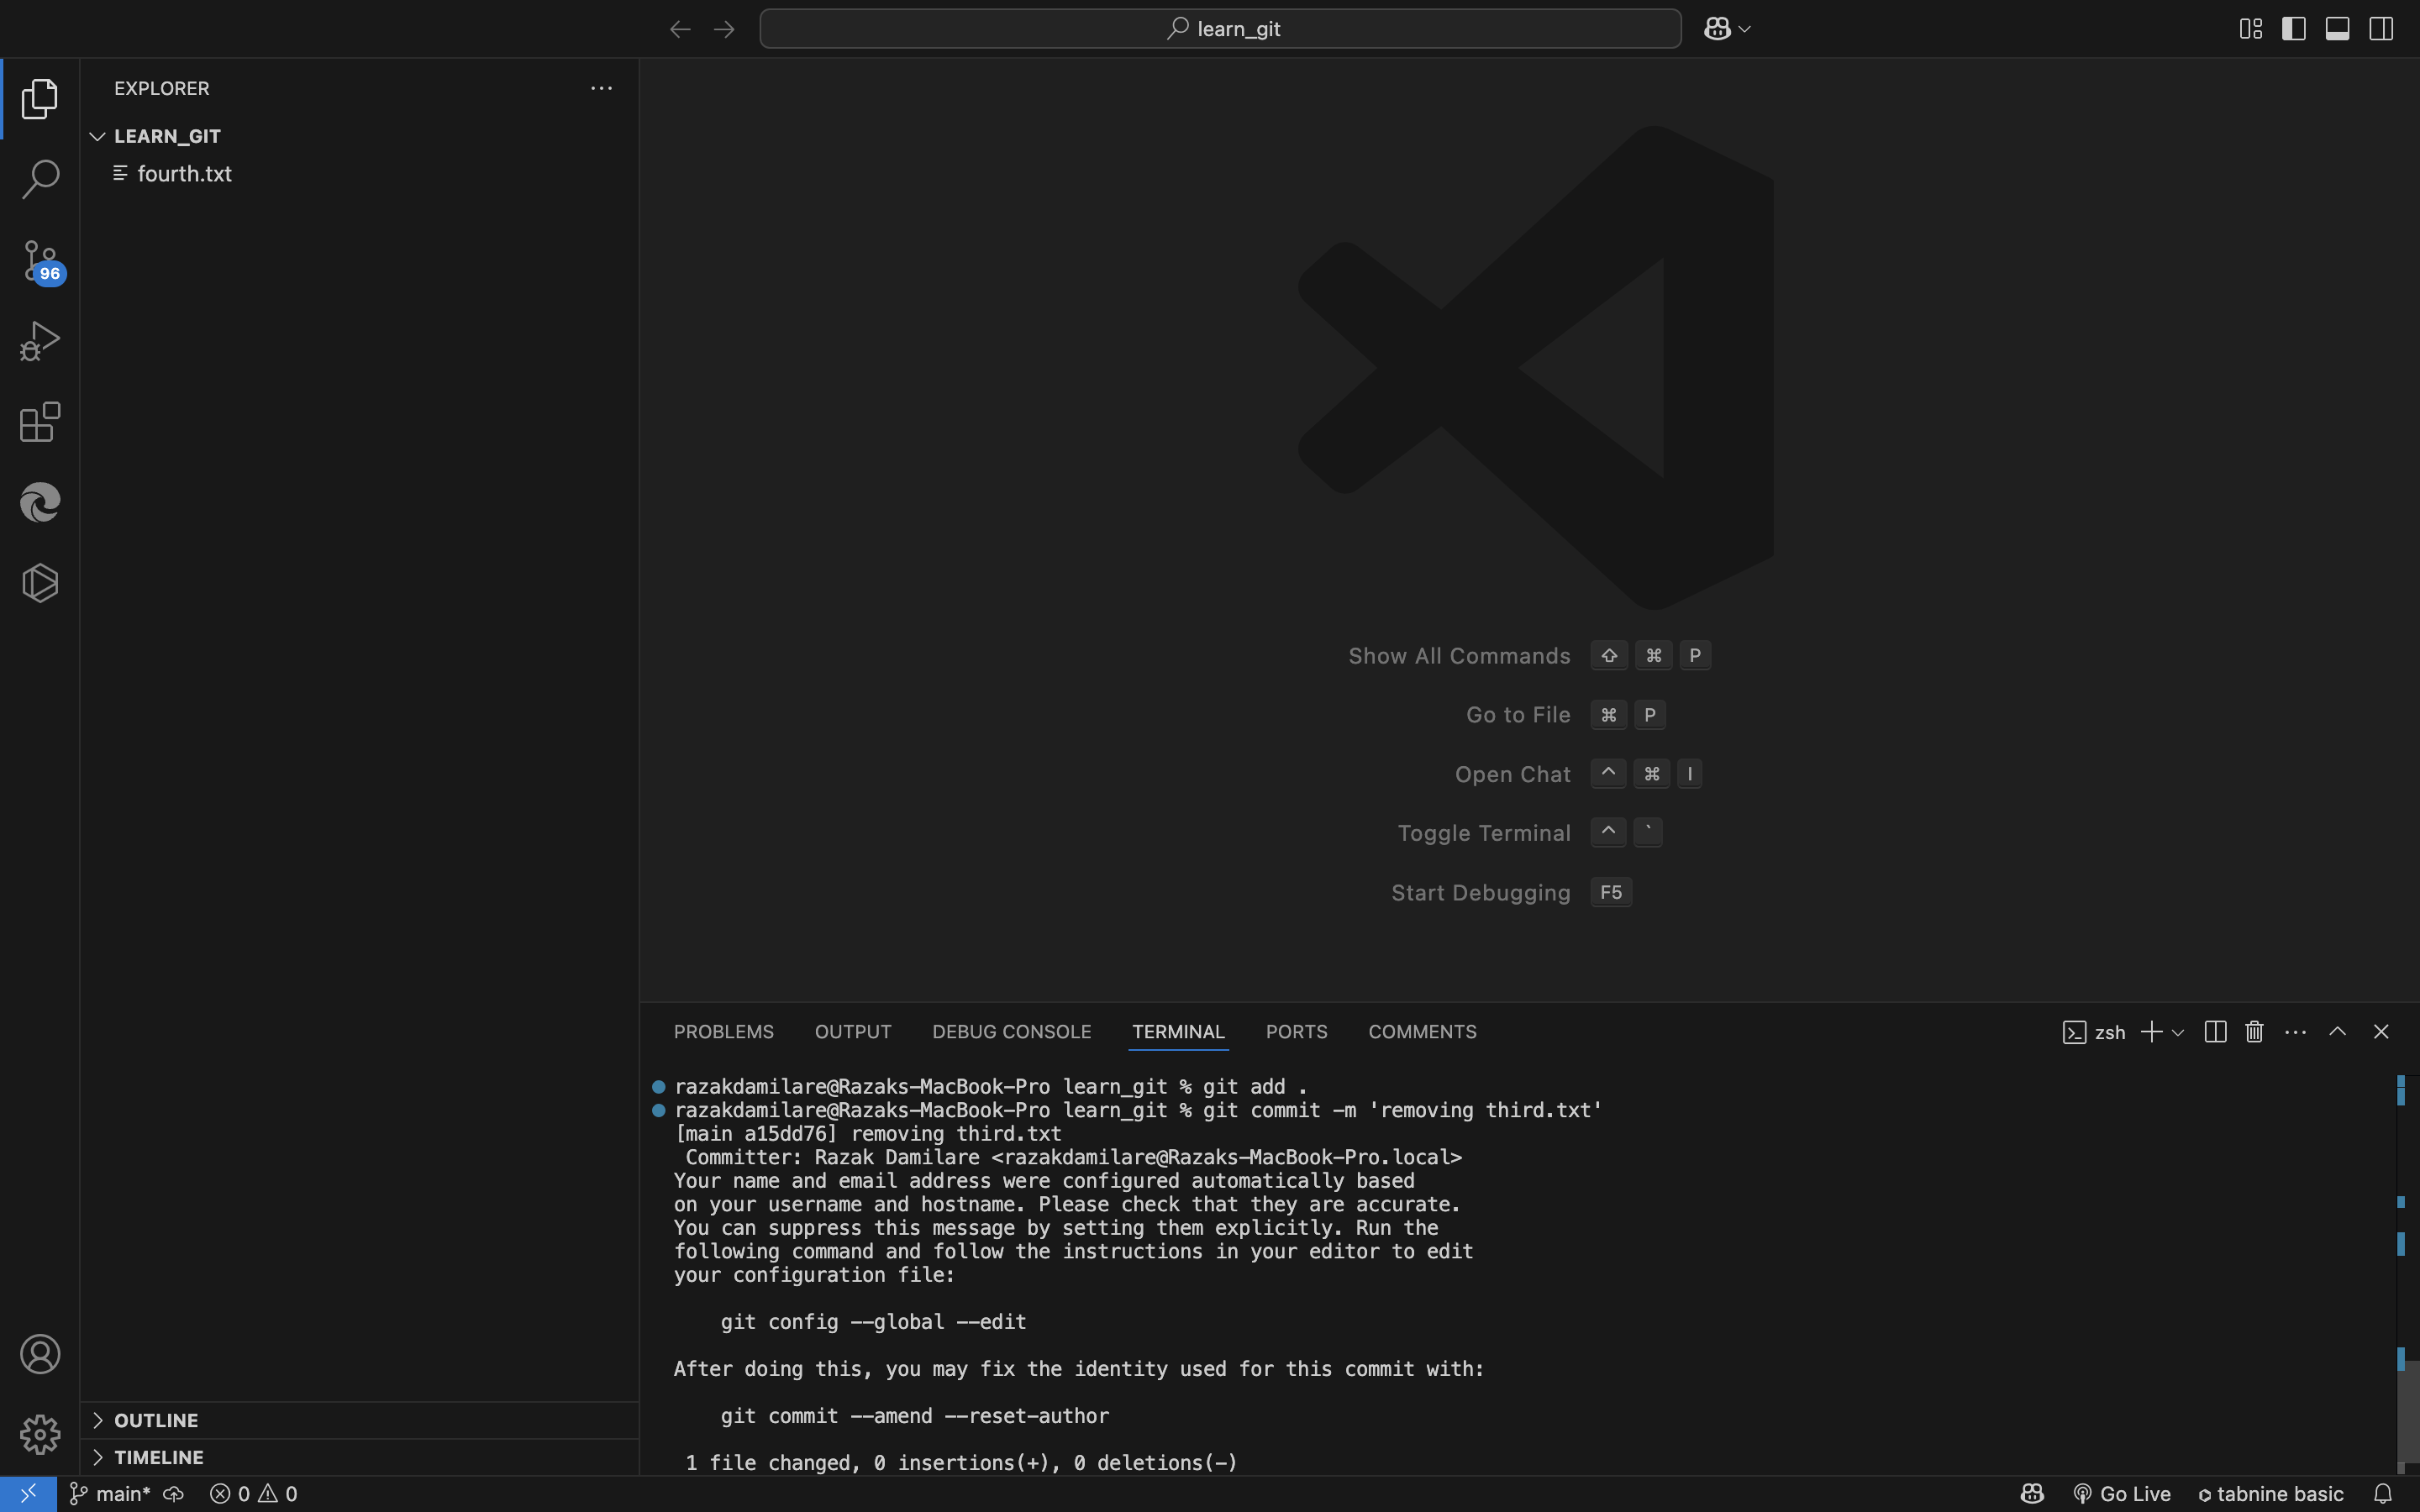 learn_git
EXPLORER
LEARN_GIT
fourth.txt
96
Show All Commands ⇧ ⌘ P
Go to File ⌘ P
Open Chat ^ ⌘ I
Toggle Terminal ^ `
Start Debugging F5
PROBLEMS OUTPUT DEBUG CONSOLE TERMINAL PORTS COMMENTS zsh
razakdamilare@Razaks-MacBook-Pro learn_git % git add .
razakdamilare@Razaks-MacBook-Pro learn_git % git commit -m 'removing third.txt'
[main a15dd76] removing third.txt
Committer: Razak Damilare <razakdamilare@Razaks-MacBook-Pro.local>
Your name and email address were configured automatically based
on your username and hostname. Please check that they are accurate.
You can suppress this message by setting them explicitly. Run the
following command and follow the instructions in your editor to edit
your configuration file:
git config --global --edit
After doing this, you may fix the identity used for this commit with:
git commit --amend --reset-author
1 file changed, 0 insertions(+), 0 deletions(-)
OUTLINE
TIMELINE
main* 0 0 Go Live tabnine basic